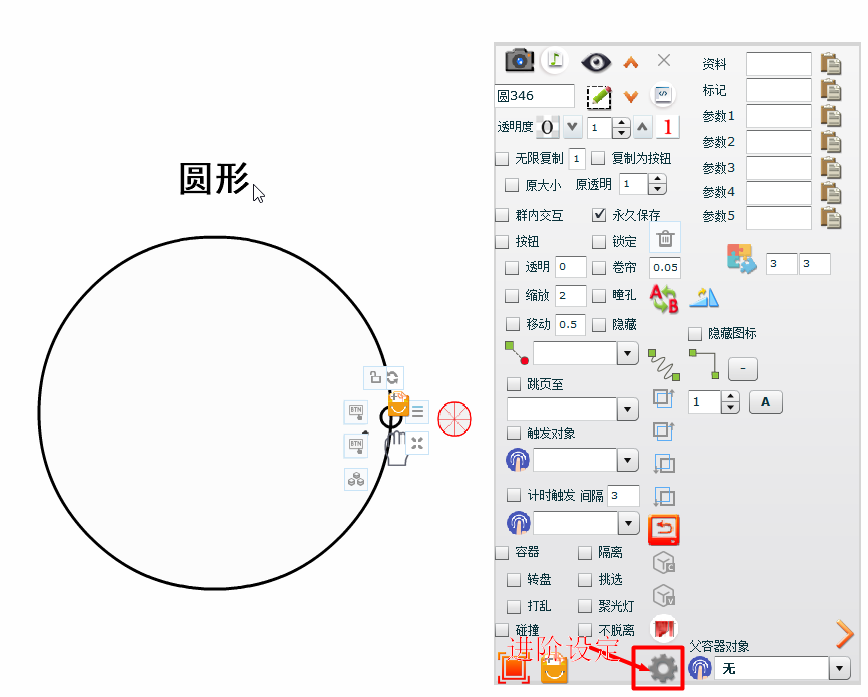 圆形
BTN
BTN
资料
标记
参数1
参数2
参数3
参数4
参数5
圆346
透明度 0 1 1
无限复制 1 复制为按钮
原大小 原透明 1
群内交互 永久保存
按钮 锁定
透明 0 卷帘 0.05
3 3
缩放 2 瞳孔 A B
移动 0.5 隐藏
隐藏图标
-
跳页至
1 A
触发对象
计时触发 间隔 3
容器 隔离
转盘 挑选
打乱 聚光灯
碰撞 不脱离
进阶设定
父容器对象
无